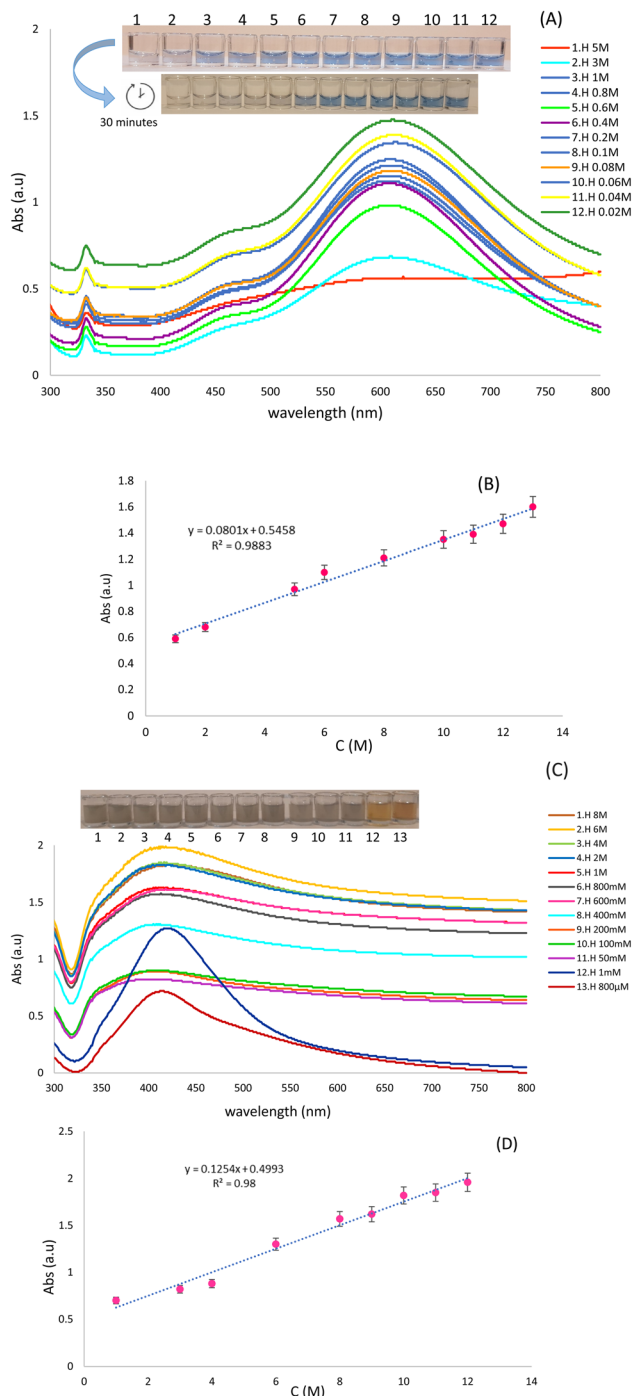 (A)
1 2 3 4 5 6 7 8 9 10 11 12
30 minutes
1.H 5M
2.H 3M
3.H 1M
4.H 0.8M
5.H 0.6M
6.H 0.4M
7.H 0.2M
8.H 0.1M
9.H 0.08M
10.H 0.06M
11.H 0.04M
12.H 0.02M
2
1.5
1
0.5
0
Abs (a.u)
300 350 400 450 500 550 600 650 700 750 800
wavelength (nm)
(B)
y = 0.0801x + 0.5458
R² = 0.9883
1.8
1.6
1.4
1.2
1
0.8
0.6
0.4
0.2
0
Abs (a.u)
0 2 4 6 8 10 12 14
C (M)
(C)
1 2 3 4 5 6 7 8 9 10 11 12 13
1.H 8M
2.H 6M
3.H 4M
4.H 2M
5.H 1M
6.H 800mM
7.H 600mM
8.H 400mM
9.H 200mM
10.H 100mM
11.H 50mM
12.H 1mM
13.H 800µM
2
1.5
1
0.5
0
Abs (a.u)
300 350 400 450 500 550 600 650 700 750 800
wavelength (nm)
(D)
y = 0.1254x + 0.4993
R² = 0.98
2.5
2
1.5
1
0.5
0
Abs (a.u)
0 2 4 6 8 10 12 14
C (M)